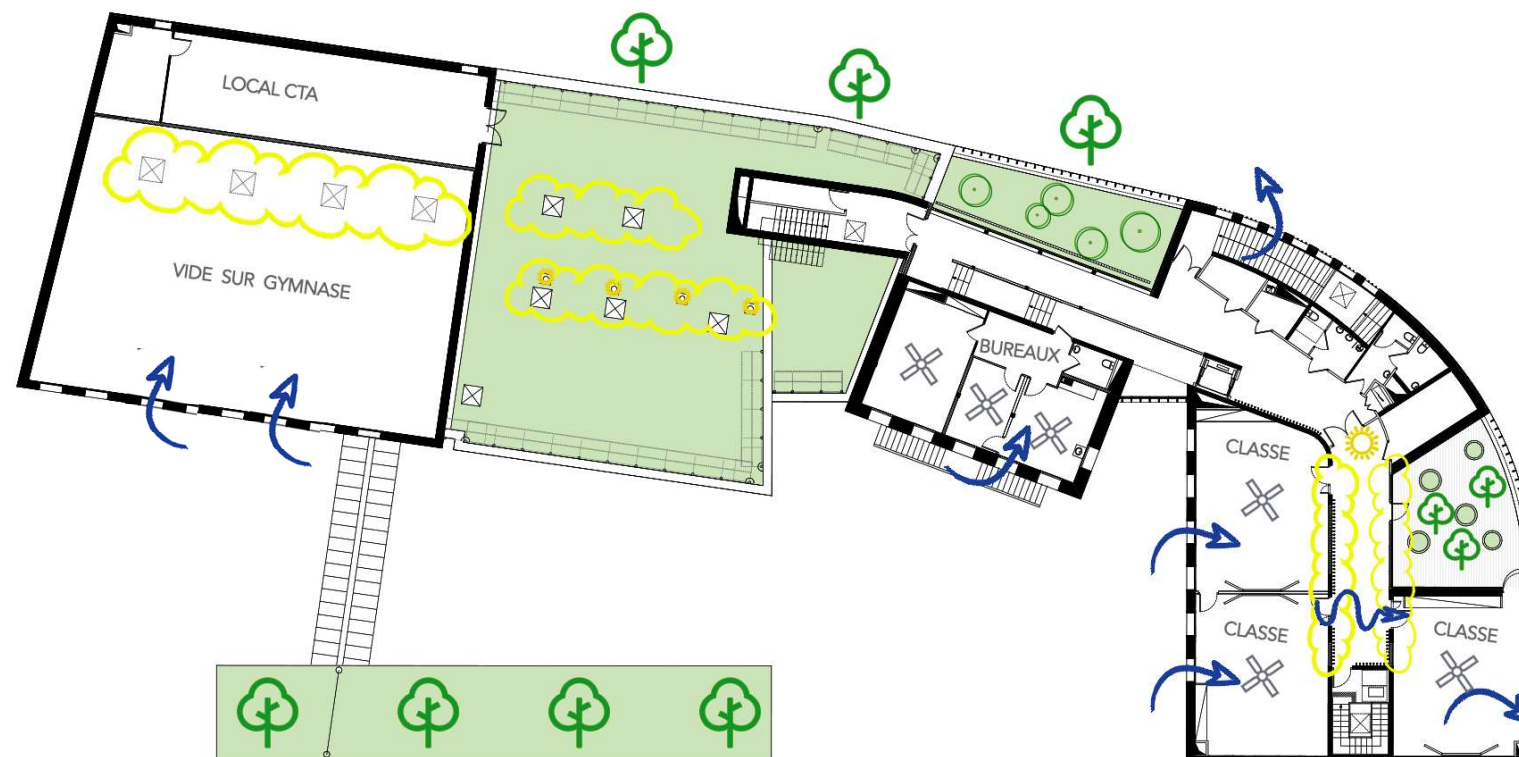 LOCAL CTA
VIDE SUR GYMNASE
BUREAUX
CLASSE
CLASSE
CLASSE